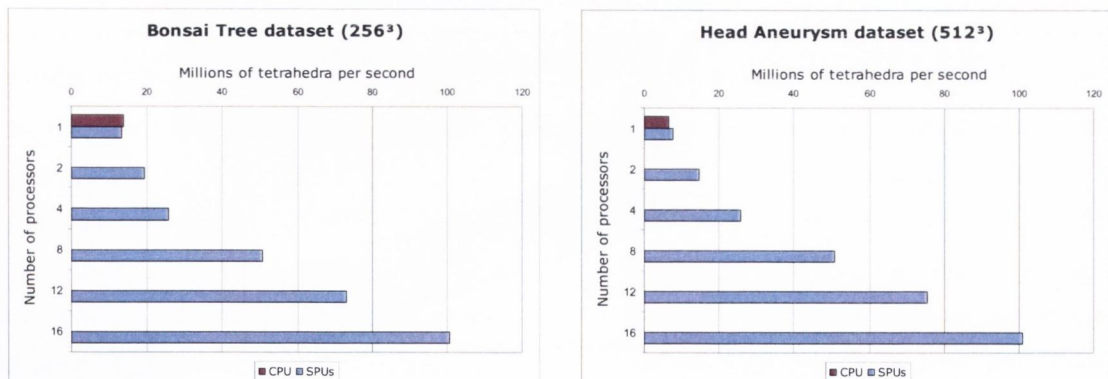 Bonsai Tree dataset (256³)
Millions of tetrahedra per second
0 20 40 60 80 100 120
Number of processors
1
2
4
8
12
16
CPU SPUs
Head Aneurysm dataset (512³)
Millions of tetrahedra per second
0 20 40 60 80 100 120
Number of processors
1
2
4
8
12
16
CPU SPUs